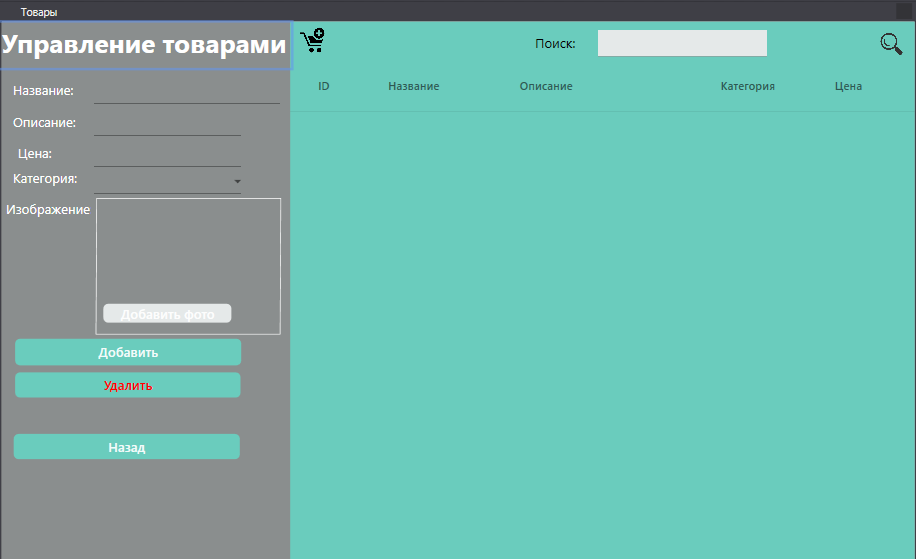 Товары
Управление товарами
Название:
Описание:
Цена:
Категория:
Изображение
Добавить фото
Добавить
Удалить
Назад
Поиск:
ID Название Описание Категория Цена